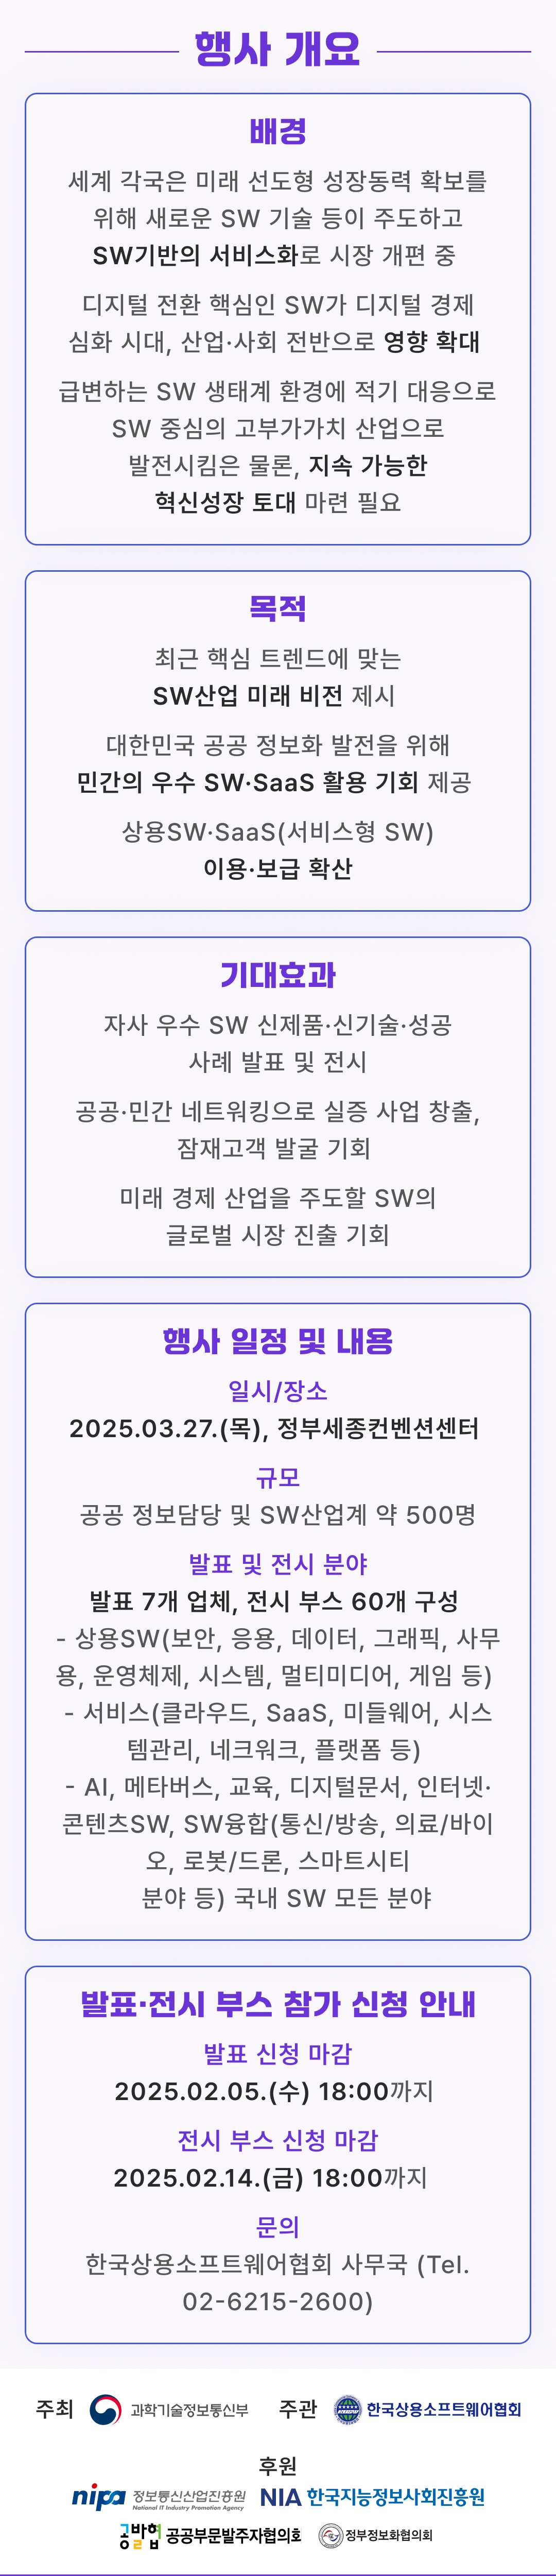 행사 개요
배경
세계 각국은 미래 선도형 성장동력 확보를
위해 새로운 SW 기술 등이 주도하고
SW기반의 서비스화로 시장 개편 중
디지털 전환 핵심인 SW가 디지털 경제
심화 시대, 산업·사회 전반으로 영향 확대
급변하는 SW 생태계 환경에 적기 대응으로
SW 중심의 고부가가치 산업으로
발전시킴은 물론, 지속 가능한
혁신성장 토대 마련 필요
목적
최근 핵심 트렌드에 맞는
SW산업 미래 비전 제시
대한민국 공공 정보화 발전을 위해
민간의 우수 SW·SaaS 활용 기회 제공
상용SW·SaaS(서비스형 SW)
이용·보급 확산
기대효과
자사 우수 SW 신제품·신기술·성공
사례 발표 및 전시
공공·민간 네트워킹으로 실증 사업 창출,
잠재고객 발굴 기회
미래 경제 산업을 주도할 SW의
글로벌 시장 진출 기회
행사 일정 및 내용
일시/장소
2025.03.27.(목), 정부세종컨벤션센터
규모
공공 정보담당 및 SW산업계 약 500명
발표 및 전시 분야
발표 7개 업체, 전시 부스 60개 구성
- 상용SW(보안, 응용, 데이터, 그래픽, 사무
용, 운영체제, 시스템, 멀티미디어, 게임 등)
- 서비스(클라우드, SaaS, 미들웨어, 시스
템관리, 네크워크, 플랫폼 등)
- AI, 메타버스, 교육, 디지털문서, 인터넷·
콘텐츠SW, SW융합(통신/방송, 의료/바이
오, 로봇/드론, 스마트시티
분야 등) 국내 SW 모든 분야
발표·전시 부스 참가 신청 안내
발표 신청 마감
2025.02.05.(수) 18:00까지
전시 부스 신청 마감
2025.02.14.(금) 18:00까지
문의
한국상용소프트웨어협회 사무국 (Tel.
02-6215-2600)
주최 과학기술정보통신부 주관 한국상용소프트웨어협회
후원
nipa 정보통신산업진흥원 NIA 한국지능정보사회진흥원
National IT Industry Promotion Agency
공발협 공공부문발주자협의회 정부정보화협의회